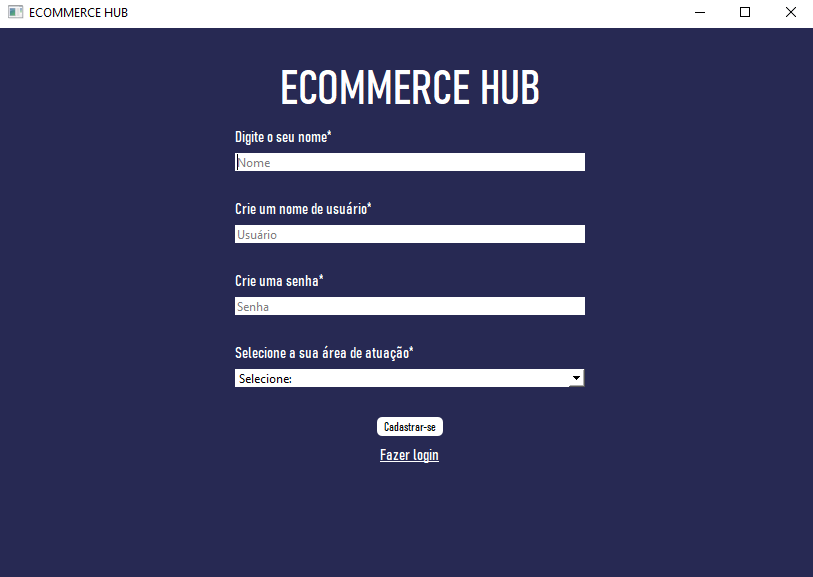 ECOMMERCE HUB
ECOMMERCE HUB
Digite o seu nome*
Nome
Crie um nome de usuário*
Usuário
Crie uma senha*
Senha
Selecione a sua área de atuação*
Selecione:
Cadastrar-se
Fazer login